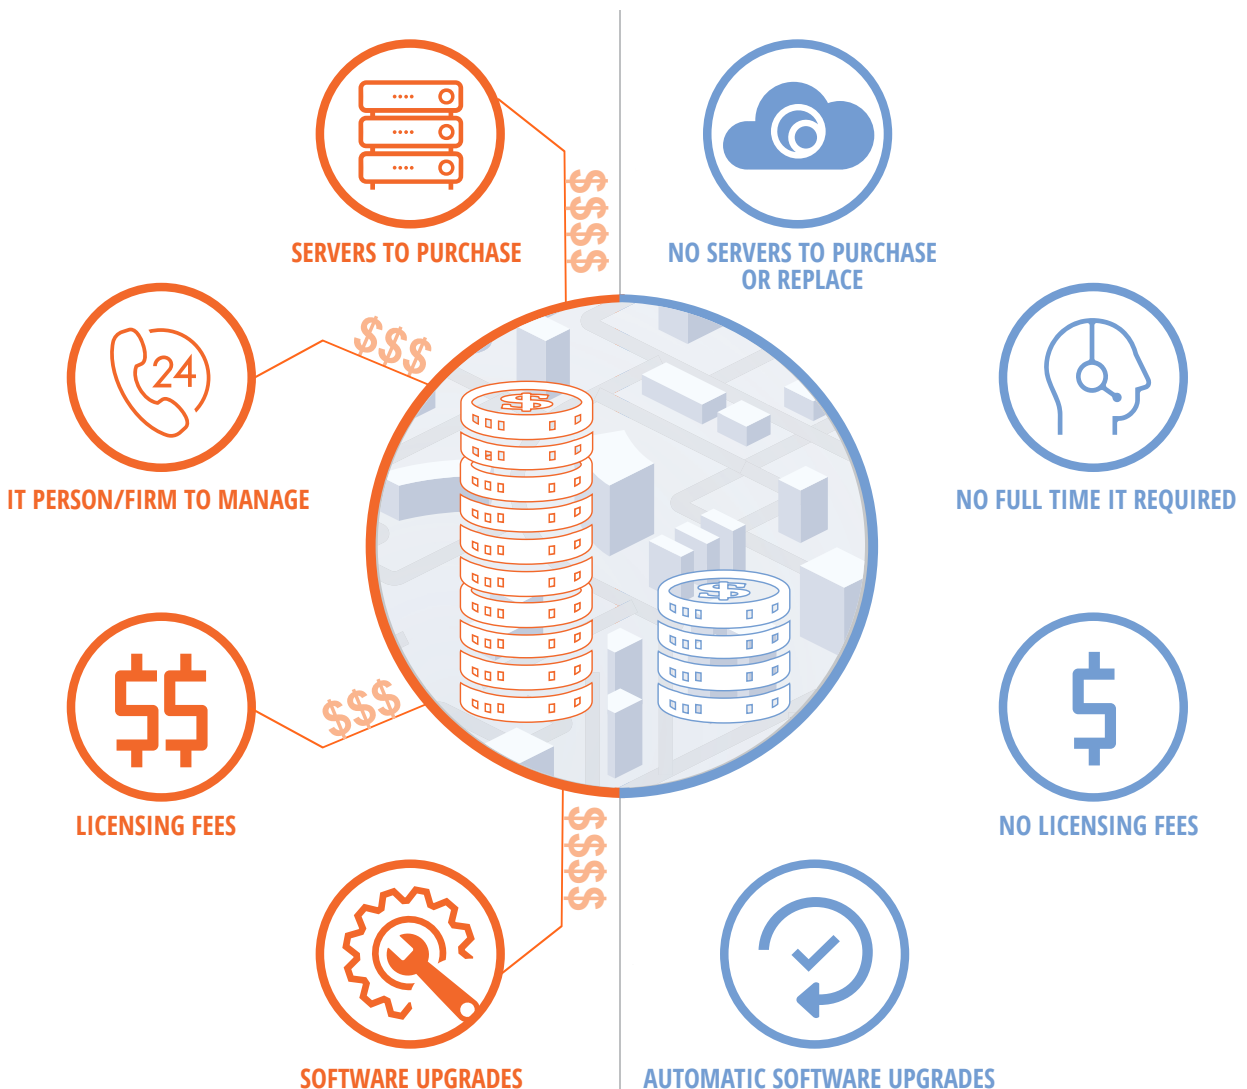 $$$$
SERVERS TO PURCHASE
NO SERVERS TO PURCHASE
OR REPLACE
24
$$$
IT PERSON/FIRM TO MANAGE
NO FULL TIME IT REQUIRED
$
$
$$
$$$
$
LICENSING FEES
NO LICENSING FEES
$$$$
SOFTWARE UPGRADES
AUTOMATIC SOFTWARE UPGRADES